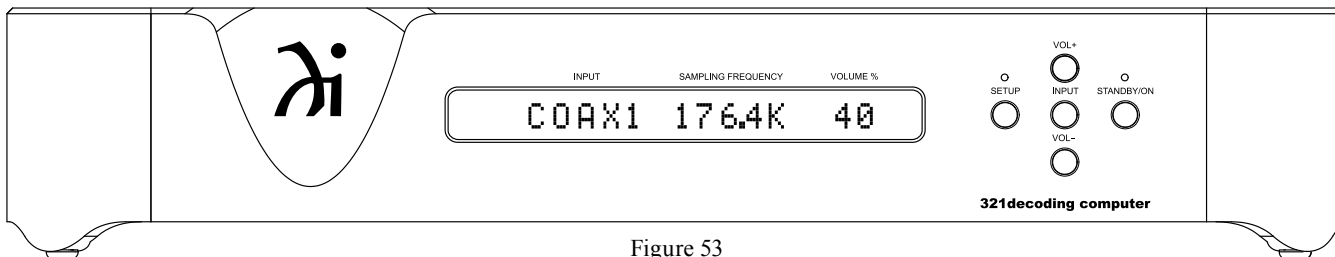 INPUT SAMPLING FREQUENCY VOLUME %
COAX1 176.4K 40
VOL+
SETUP INPUT STANDBY/ON
VOL-
321decoding computer
Figure 53